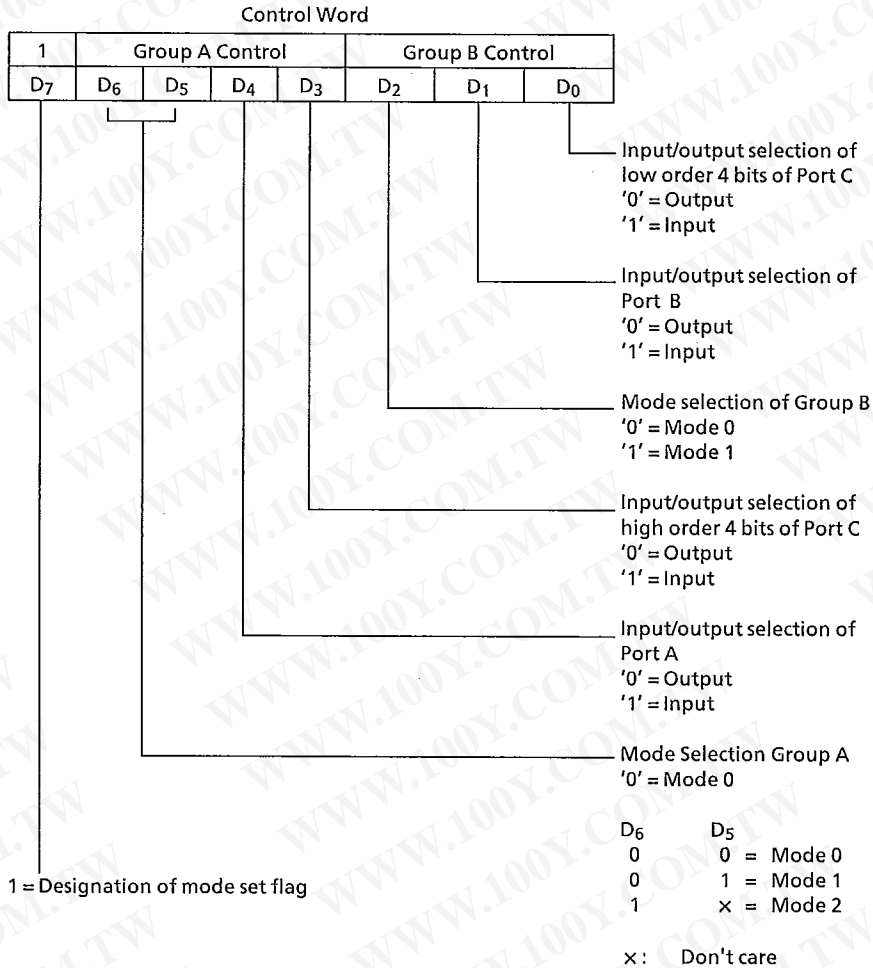 Control Word
1 Group A Control Group B Control
D7 D6 D5 D4 D3 D2 D1 D0
Input/output selection of
low order 4 bits of Port C
'0' = Output
'1' = Input
Input/output selection of
Port B
'0' = Output
'1' = Input
Mode selection of Group B
'0' = Mode 0
'1' = Mode 1
Input/output selection of
high order 4 bits of Port C
'0' = Output
'1' = Input
Input/output selection of
Port A
'0' = Output
'1' = Input
Mode Selection Group A
'0' = Mode 0
D6 D5
0 0 = Mode 0
0 1 = Mode 1
1 × = Mode 2
× : Don't care
1 = Designation of mode set flag
WWW.100Y.COM.TW